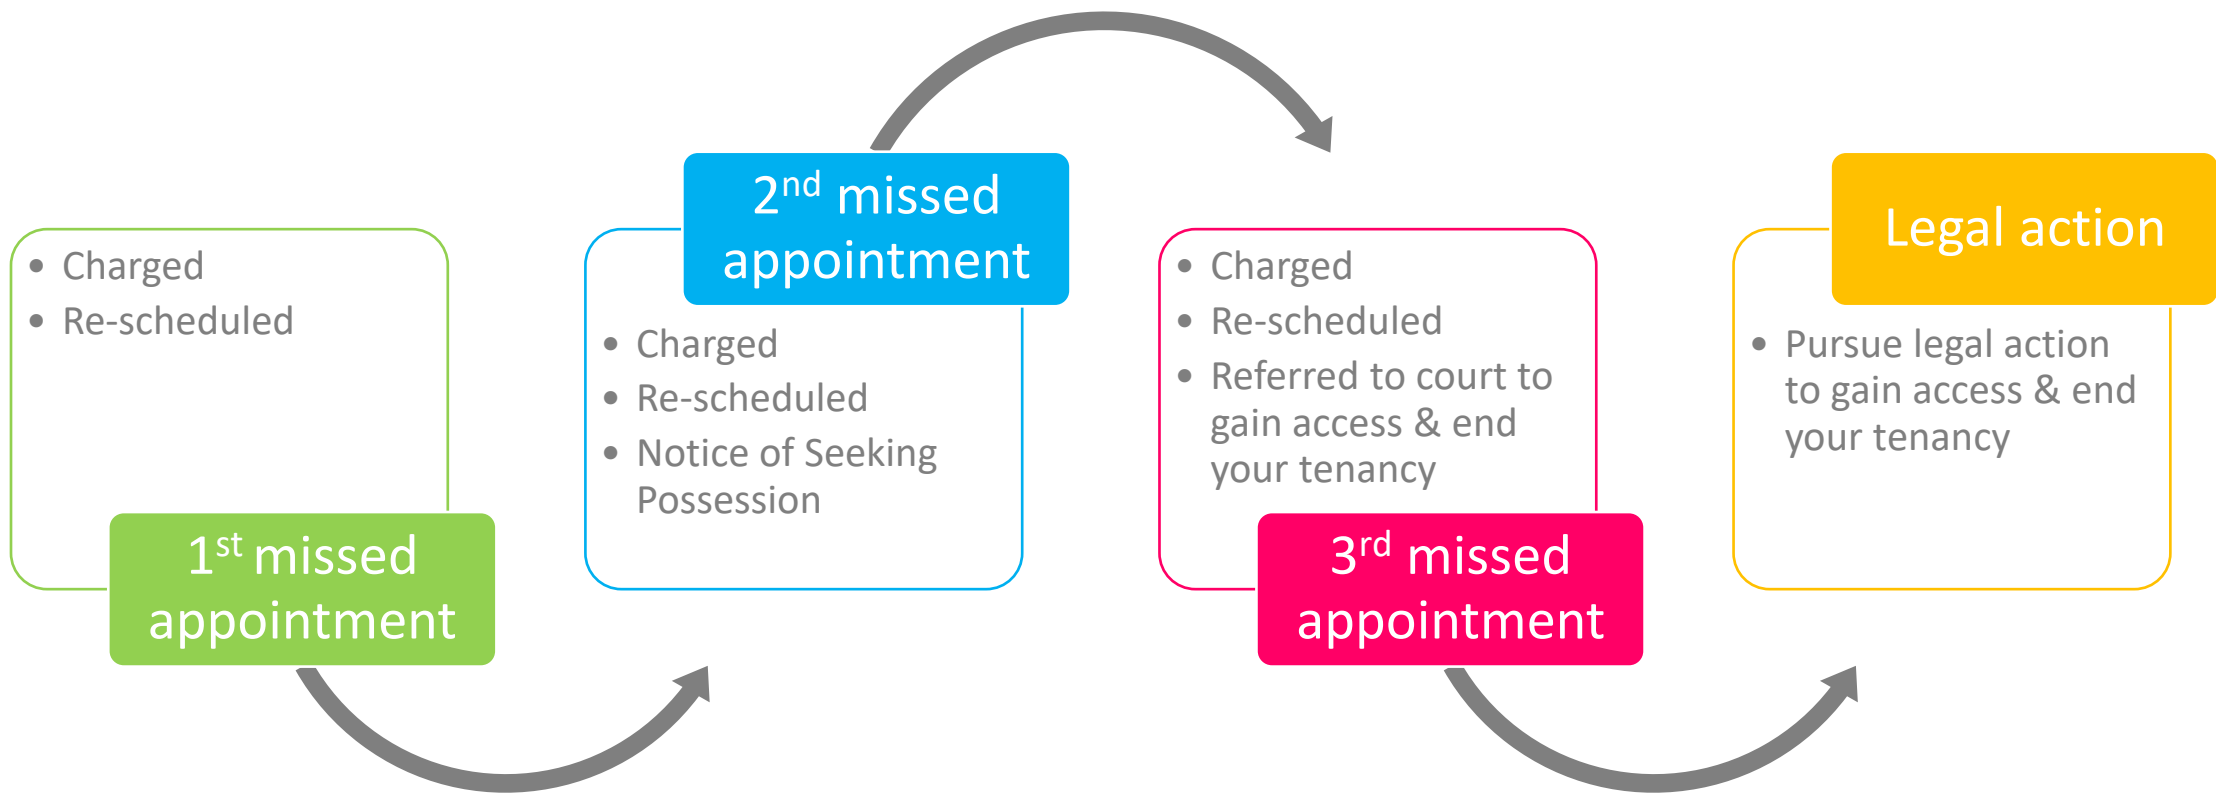 • Charged
• Re-scheduled
1st missed
appointment
2nd missed
appointment
• Charged
• Re-scheduled
• Notice of Seeking
Possession
• Charged
• Re-scheduled
• Referred to court to
gain access & end
your tenancy
3rd missed
appointment
Legal action
• Pursue legal action
to gain access & end
your tenancy